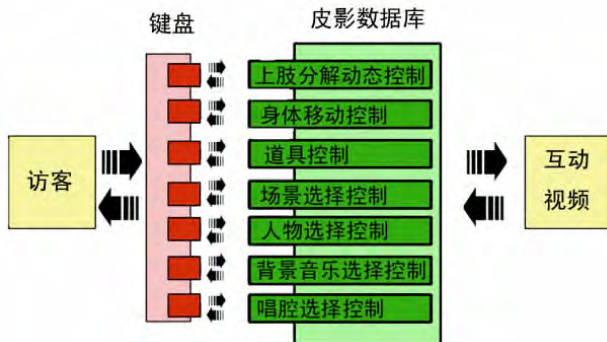 键盘
皮影数据库
上肢分解动态控制
身体移动控制
道具控制
场景选择控制
人物选择控制
背景音乐选择控制
唱腔选择控制
访客
互动
视频